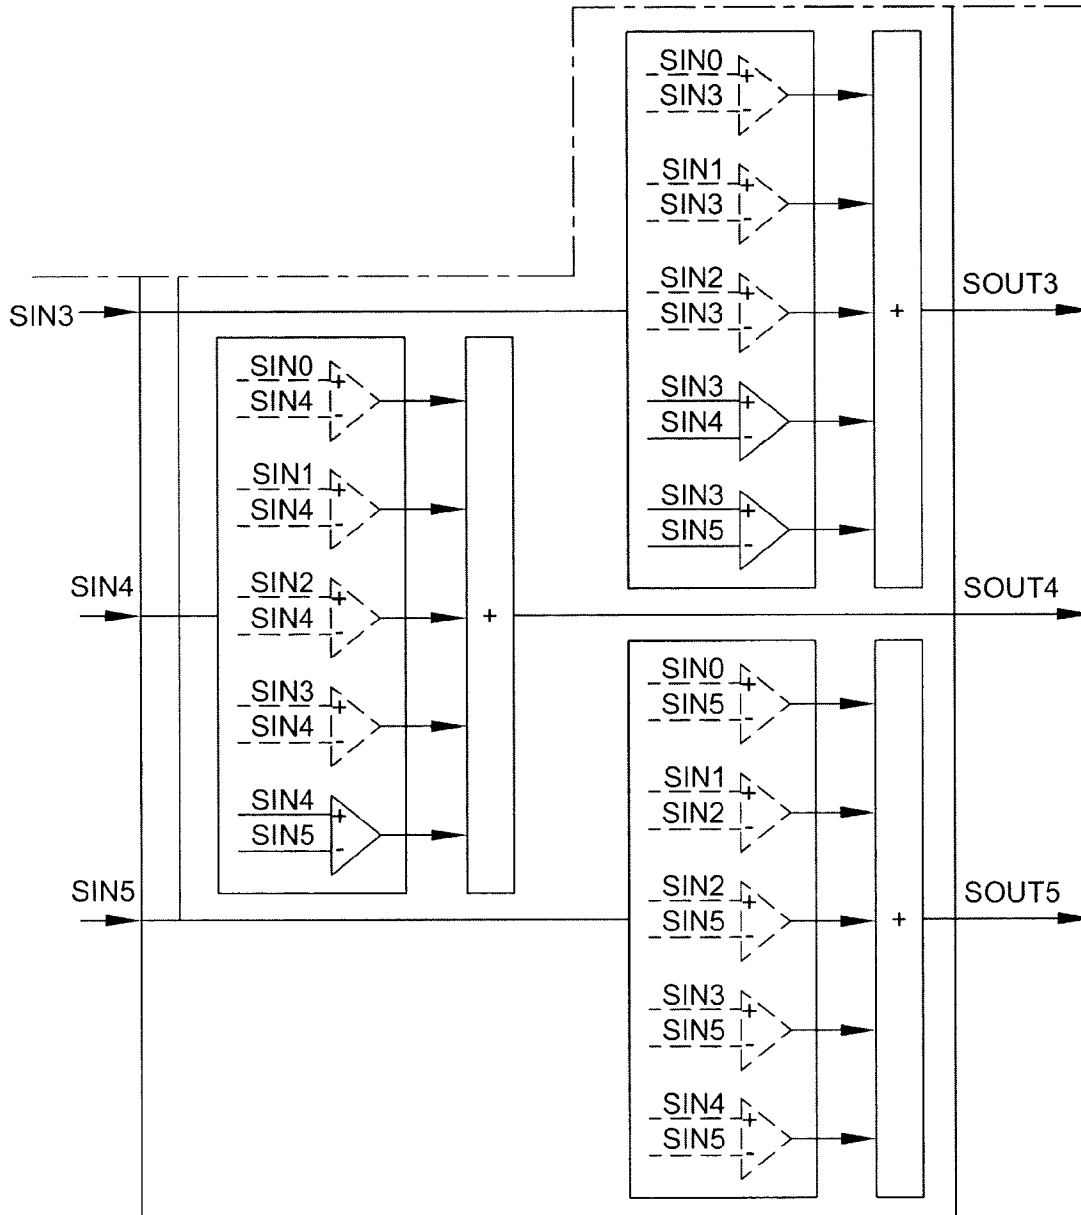 SIN0
+
SIN3
-
SIN1
+
SIN3
-
SIN2
+
SIN3
-
SIN3
+
SIN4
-
SIN3
+
SIN5
-
+
SOUT3
SIN3
SIN0
+
SIN4
-
SIN1
+
SIN4
-
SIN2
+
SIN4
-
SIN3
+
SIN4
-
SIN4
+
SIN5
-
+
SIN4
SOUT4
SIN5
SIN0
+
SIN5
-
SIN1
+
SIN2
-
SIN2
+
SIN5
-
SIN3
+
SIN5
-
SIN4
+
SIN5
-
+
SOUT5